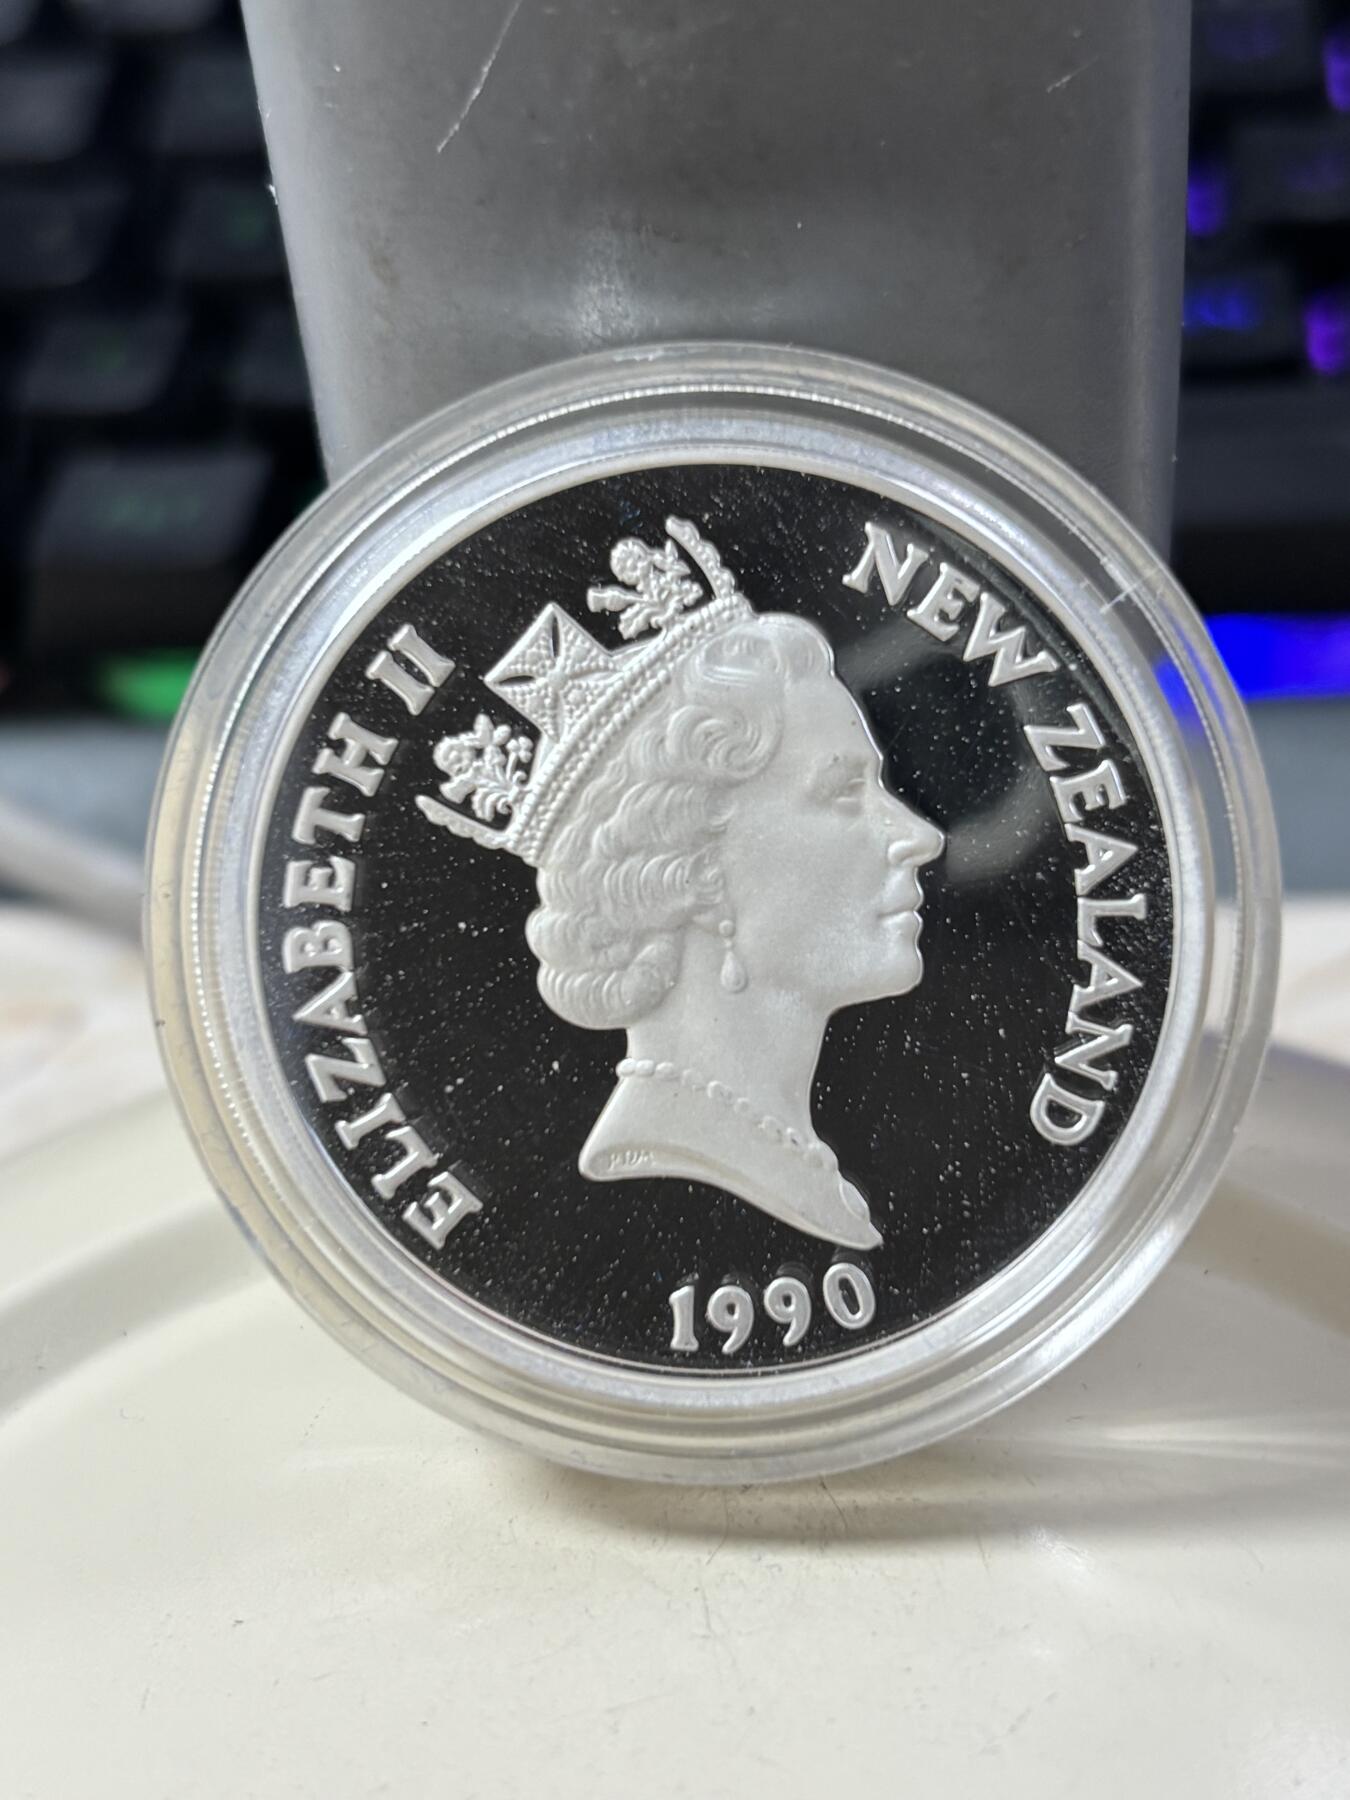 ELIZABETH II
NEW ZEALAND
1990